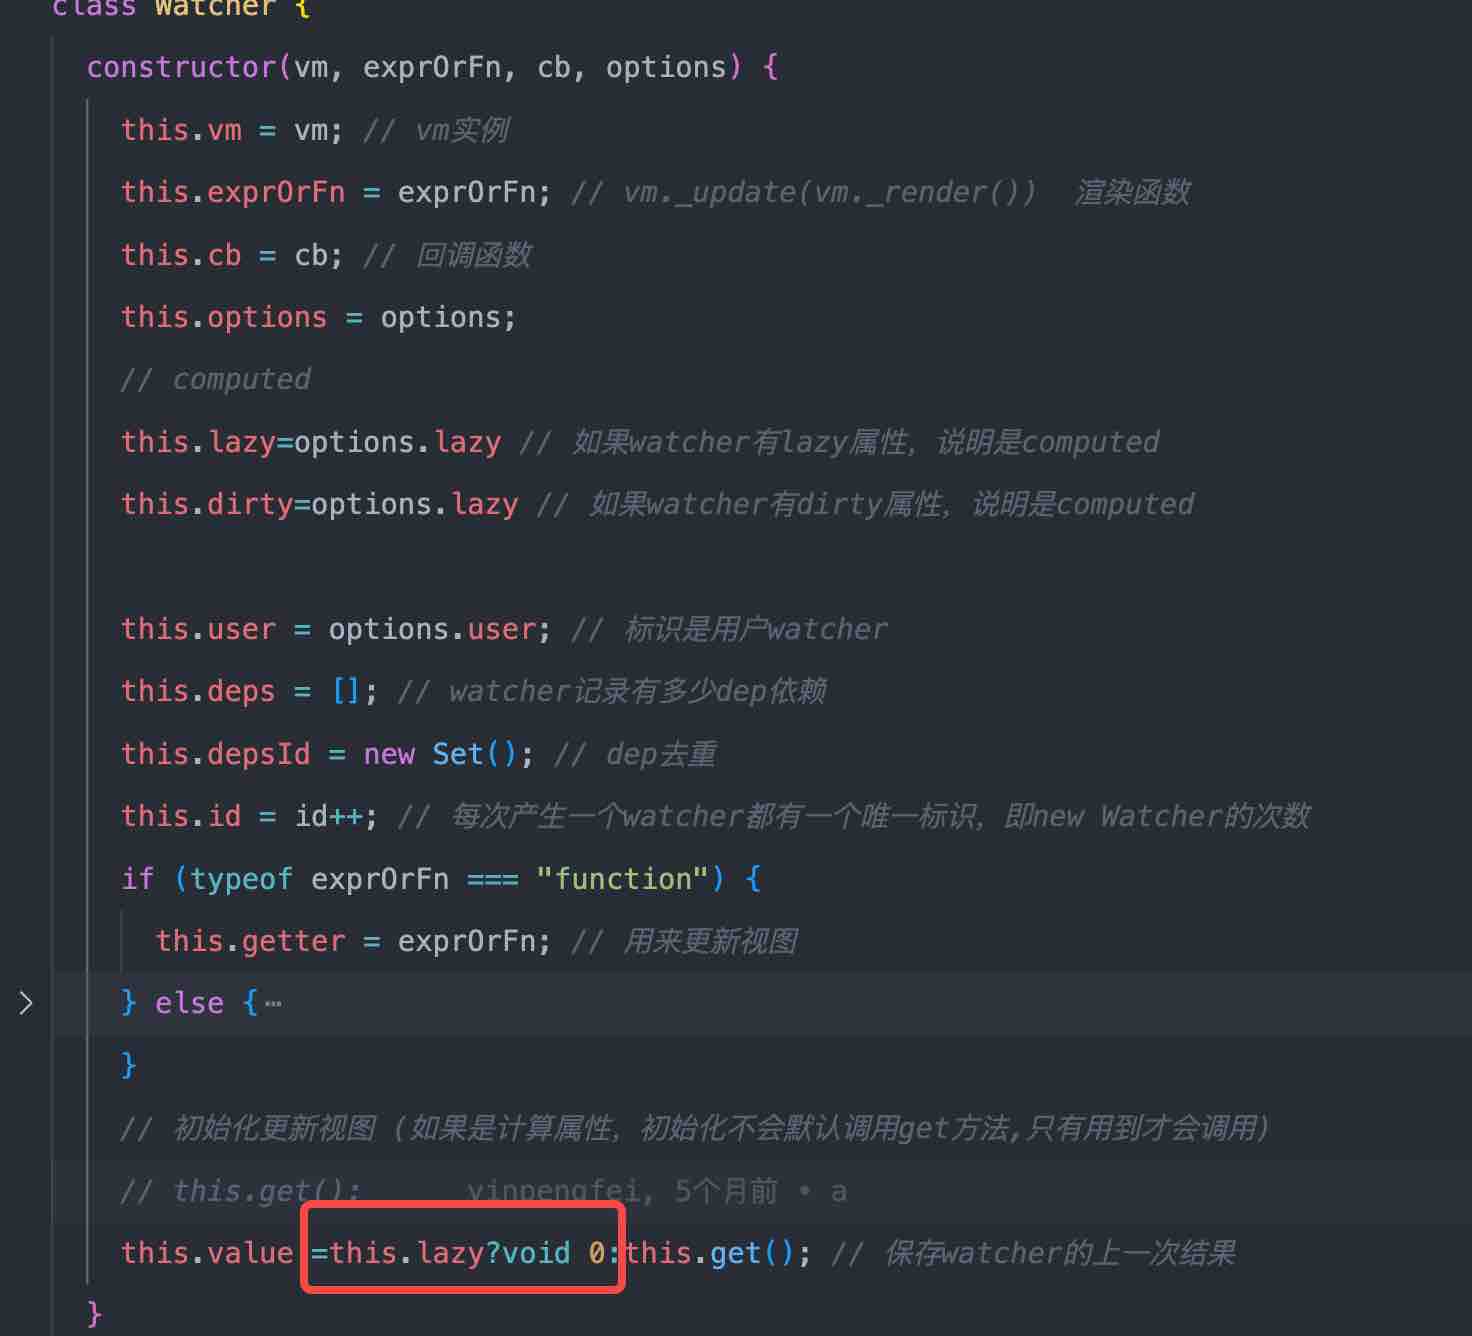 class Watcher {
constructor(vm, exprOrFn, cb, options) {
this.vm = vm; // vm实例
this.exprOrFn = exprOrFn; // vm._update(vm._render()) 渲染函数
this.cb = cb; // 回调函数
this.options = options;
// computed
this.lazy=options.lazy // 如果watcher有lazy属性，说明是computed
this.dirty=options.lazy // 如果watcher有dirty属性，说明是computed
this.user = options.user; // 标识是用户watcher
this.deps = []; // watcher记录有多少dep依赖
this.depsId = new Set(); // dep去重
this.id = id++; // 每次产生一个watcher都有一个唯一标识，即new Watcher的次数
if (typeof exprOrFn === "function") {
this.getter = exprOrFn; // 用来更新视图
} else {⋯
}
// 初始化更新视图 (如果是计算属性，初始化不会默认调用get方法,只有用到才会调用)
// this.get(); yinpengfei, 5个月前 • a
this.value =this.lazy?void 0:this.get(); // 保存watcher的上一次结果
}